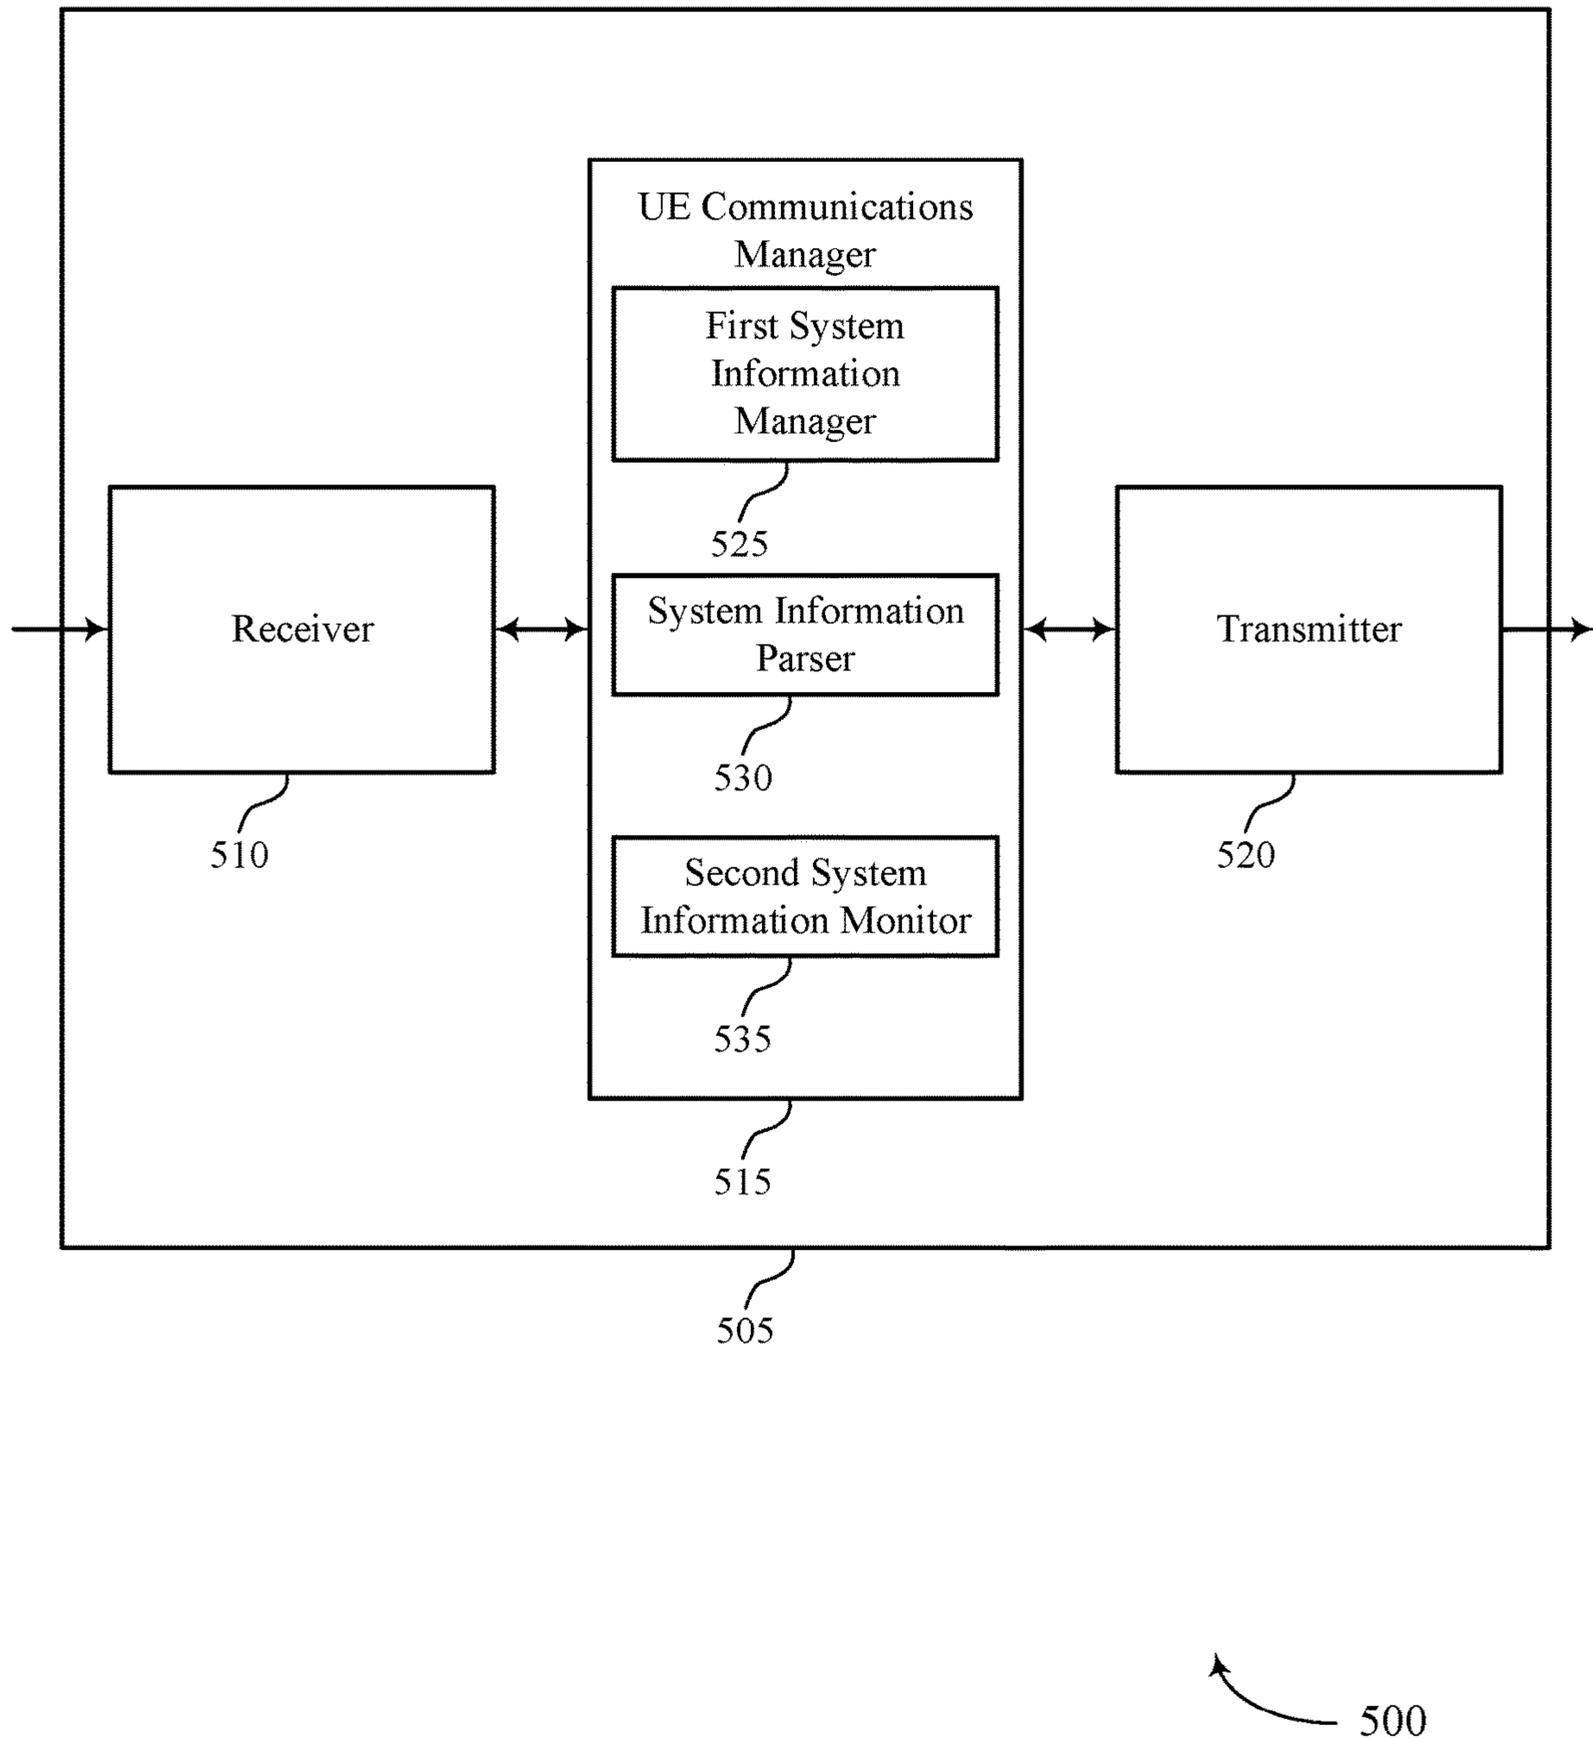 UE Communications
Manager
First System
Information
Manager
525
Receiver
510
System Information
Parser
530
Transmitter
520
Second System
Information Monitor
535
515
505
500